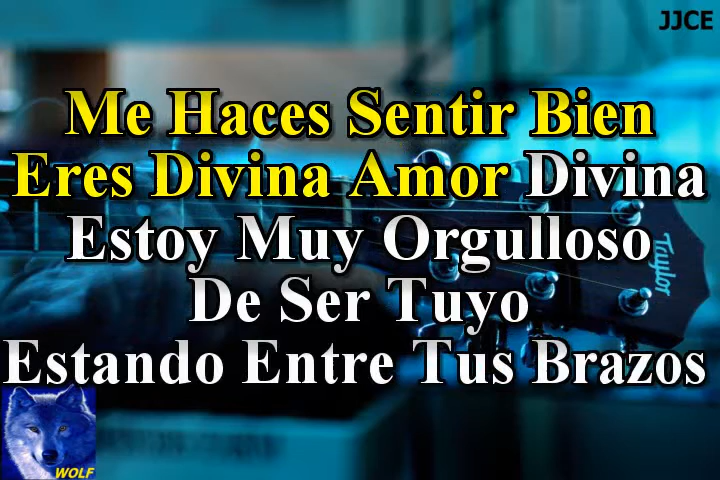 JJCE
Me Haces Sentir Bien
Eres Divina Amor Divina
Estoy Muy Orgulloso
Taylor
De Ser Tuyo
Estando Entre Tus Brazos
WOLF